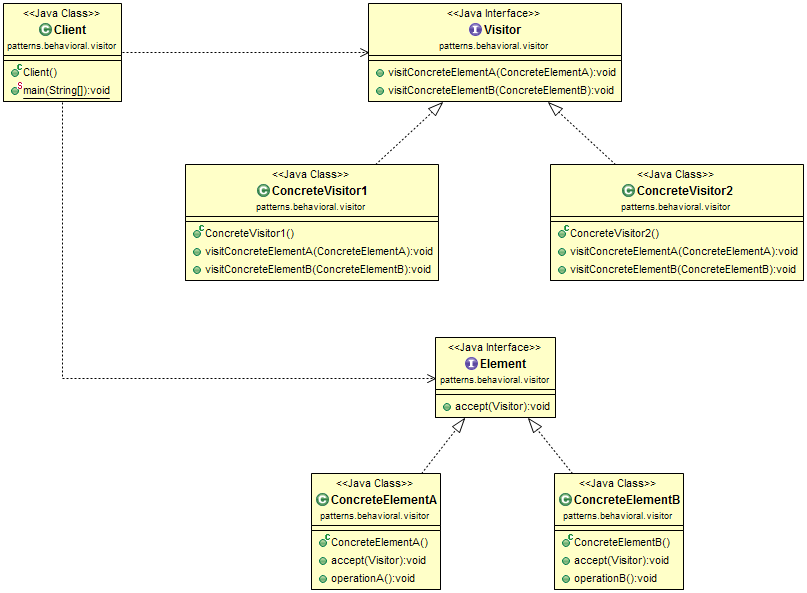 <<Java Class>>
Client
patterns.behavioral.visitor
Client()
main(String[]):void
<<Java Interface>>
Visitor
patterns.behavioral.visitor
visitConcreteElementA(ConcreteElementA):void
visitConcreteElementB(ConcreteElementB):void
<<Java Class>>
ConcreteVisitor1
patterns.behavioral.visitor
ConcreteVisitor1()
visitConcreteElementA(ConcreteElementA):void
visitConcreteElementB(ConcreteElementB):void
<<Java Class>>
ConcreteVisitor2
patterns.behavioral.visitor
ConcreteVisitor2()
visitConcreteElementA(ConcreteElementA):void
visitConcreteElementB(ConcreteElementB):void
<<Java Interface>>
Element
patterns.behavioral.visitor
accept(Visitor):void
<<Java Class>>
ConcreteElementA
patterns.behavioral.visitor
ConcreteElementA()
accept(Visitor):void
operationA():void
<<Java Class>>
ConcreteElementB
patterns.behavioral.visitor
ConcreteElementB()
accept(Visitor):void
operationB():void